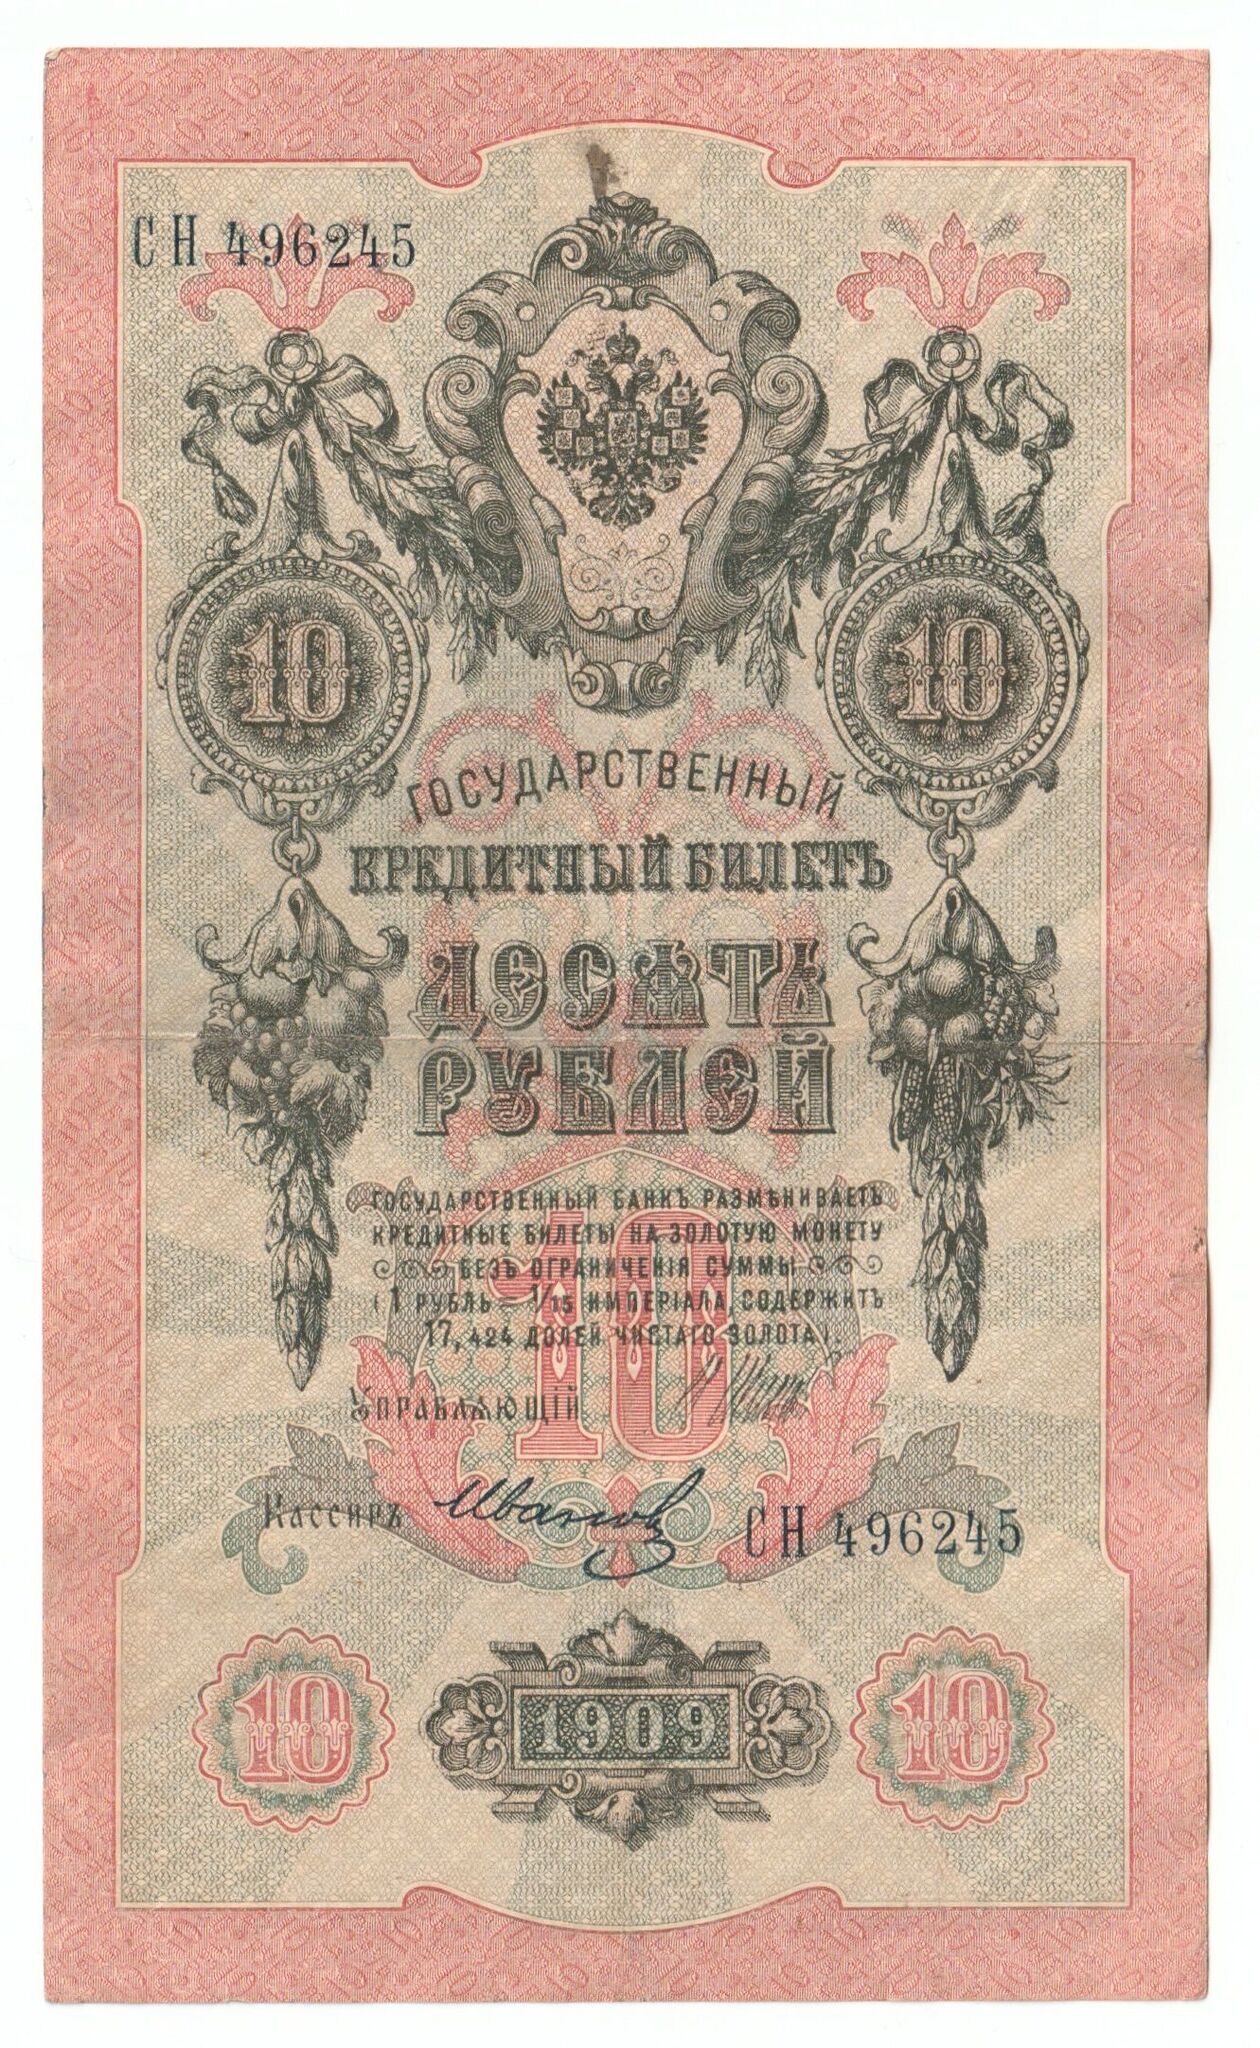 СН 496245
10 10
ГОСУДАРСТВЕННЫЙ
КРЕДИТНЫЙ БИЛЕТЪ
ДЕСЯТЬ
РУБЛЕЙ
ГОСУДАРСТВЕННЫЙ БАНКЪ РАЗМѢНИВАЕТЪ
КРЕДИТНЫЕ БИЛЕТЫ НА ЗОЛОТУЮ МОНЕТУ
БЕЗЪ ОГРАНИЧЕНІЯ СУММЫ
(1 РУБЛЬ = 1/15 ИМПЕРІАЛА, СОДЕРЖИТЪ
17,424 ДОЛЕЙ ЧИСТАГО ЗОЛОТА).
10
Управляющій
Кассиръ Иванов
СН 496245
10 1909 10